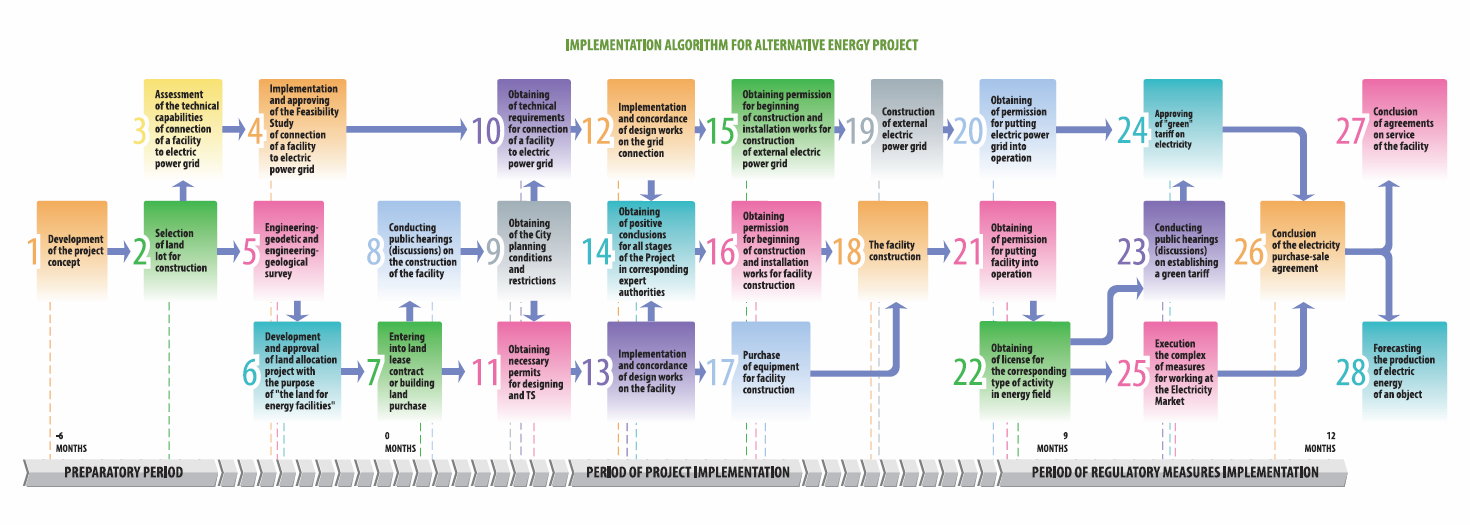 IMPLEMENTATION ALGORITHM FOR ALTERNATIVE ENERGY PROJECT
1
Development
of the project
concept
2
Selection
of land
lot for
construction
3
Assessment
of the technical
capabilities
of connection
of a facility
to electric
power grid
4
Implementation
and approving
of the Feasibility
Study
of connection
of a facility
to electric
power grid
5
Engineering-
geodetic and
engineering-
geological
survey
6
Development
and approval
of land allocation
project with
the purpose
of "the land for
energy facilities"
7
Entering
into land
lease
contract
or building
land
purchase
8
Conducting
public hearings
(discussions) on
the construction
of the facility
9
Obtaining
of the City
planning
conditions
and
restrictions
10
Obtaining
of technical
requirements
for connection
of a facility
to electric
power grid
11
Obtaining
necessary
permits
for designing
and TS
12
Implementation
and concordance
of design works
on the grid
connection
13
Implementation
and concordance
of design works
on the facility
14
Obtaining
of positive
conclusions
for all stages
of the Project
in corresponding
expert
authorities
15
Obtaining permission
for beginning
of construction and
installation works for
construction
of external electric
power grid
16
Obtaining
permission
for beginning
of construction
and installation
works for facility
construction
17
Purchase
of equipment
for facility
construction
18
The facility
construction
19
Construction
of external
electric
power grid
20
Obtaining
of permission
for putting
electric power
grid into
operation
21
Obtaining
of permission
for putting
facility into
operation
22
Obtaining
of license for
the corresponding
type of activity
in energy field
23
Conducting
public hearings
(discussion)
on establishing
a green tariff
24
Approving
of "green"
tariff on
electricity
25
Execution
the complex
of measures
for working at
the Electricity
Market
26
Conclusion
of the electricity
purchase-sale
agreement
27
Conclusion
of agreements
on service
of the facility
28
Forecasting
the production
of electric
energy
of an object
-6
MONTHS
0
MONTHS
9
MONTHS
12
MONTHS
PREPARATORY PERIOD
PERIOD OF PROJECT IMPLEMENTATION
PERIOD OF REGULATORY MEASURES IMPLEMENTATION